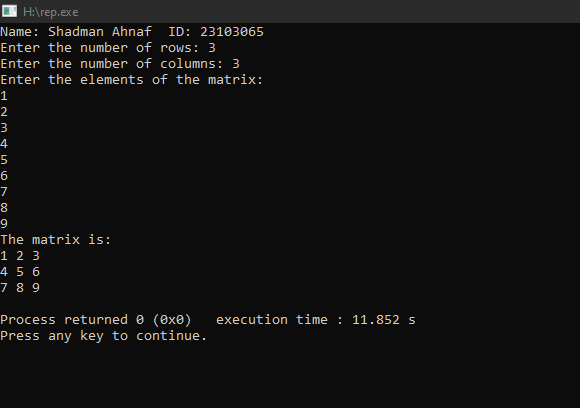 H:\rep.exe
Name: Shadman Ahnaf  ID: 23103065
Enter the number of rows: 3
Enter the number of columns: 3
Enter the elements of the matrix:
1
2
3
4
5
6
7
8
9
The matrix is:
1 2 3
4 5 6
7 8 9
Process returned 0 (0x0)   execution time : 11.852 s
Press any key to continue.